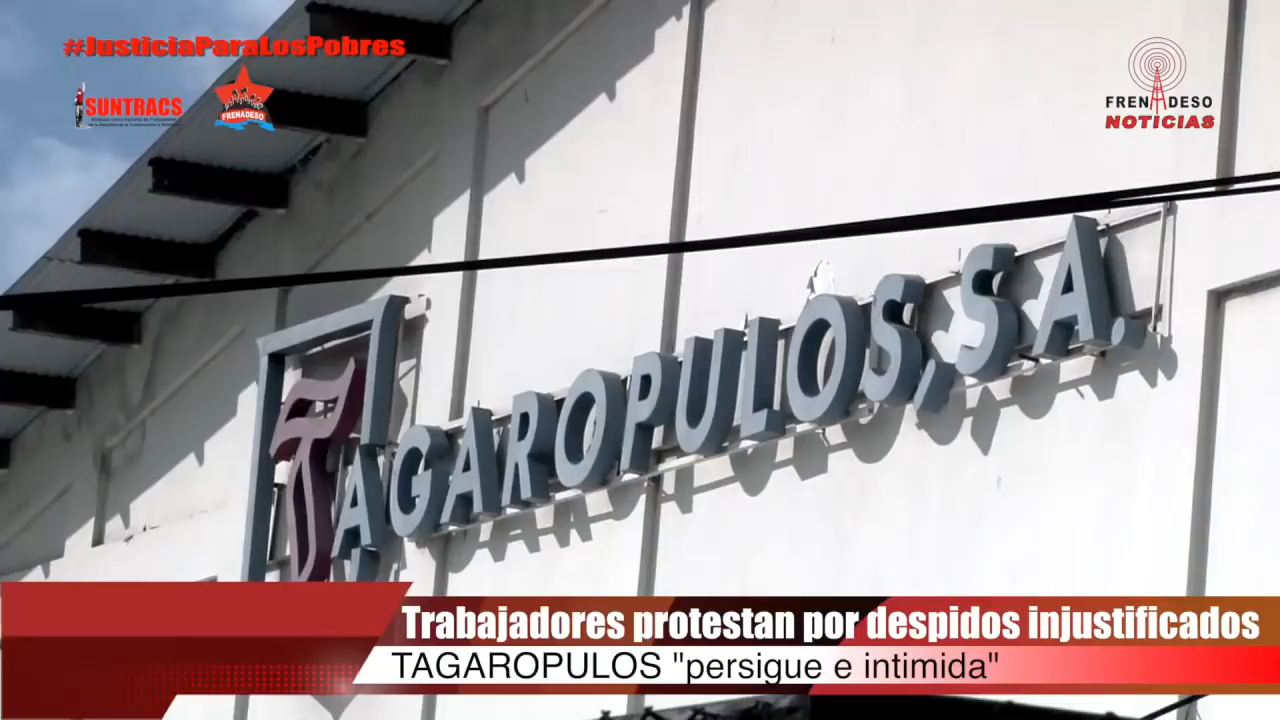 #JusticiaParaLosPobres
SUNTRACS
FRENADESO
FRENADESO
NOTICIAS
TAGAROPULOS, S.A.
Trabajadores protestan por despidos injustificados
TAGAROPULOS "persigue e intimida"